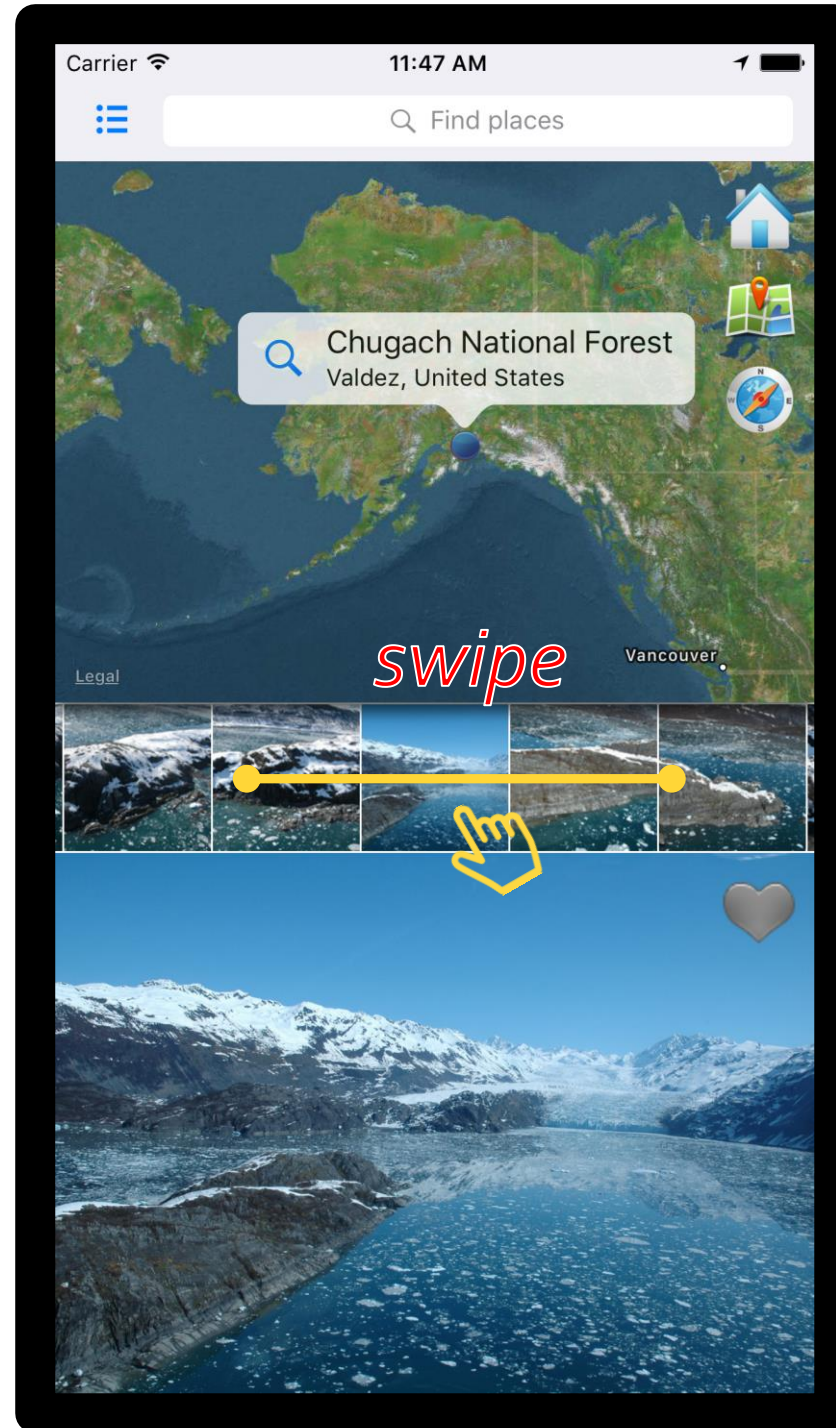 Carrier
11:47 AM
Find places
N
W
E
S
Chugach National Forest
Valdez, United States
swipe
Vancouver
Legal